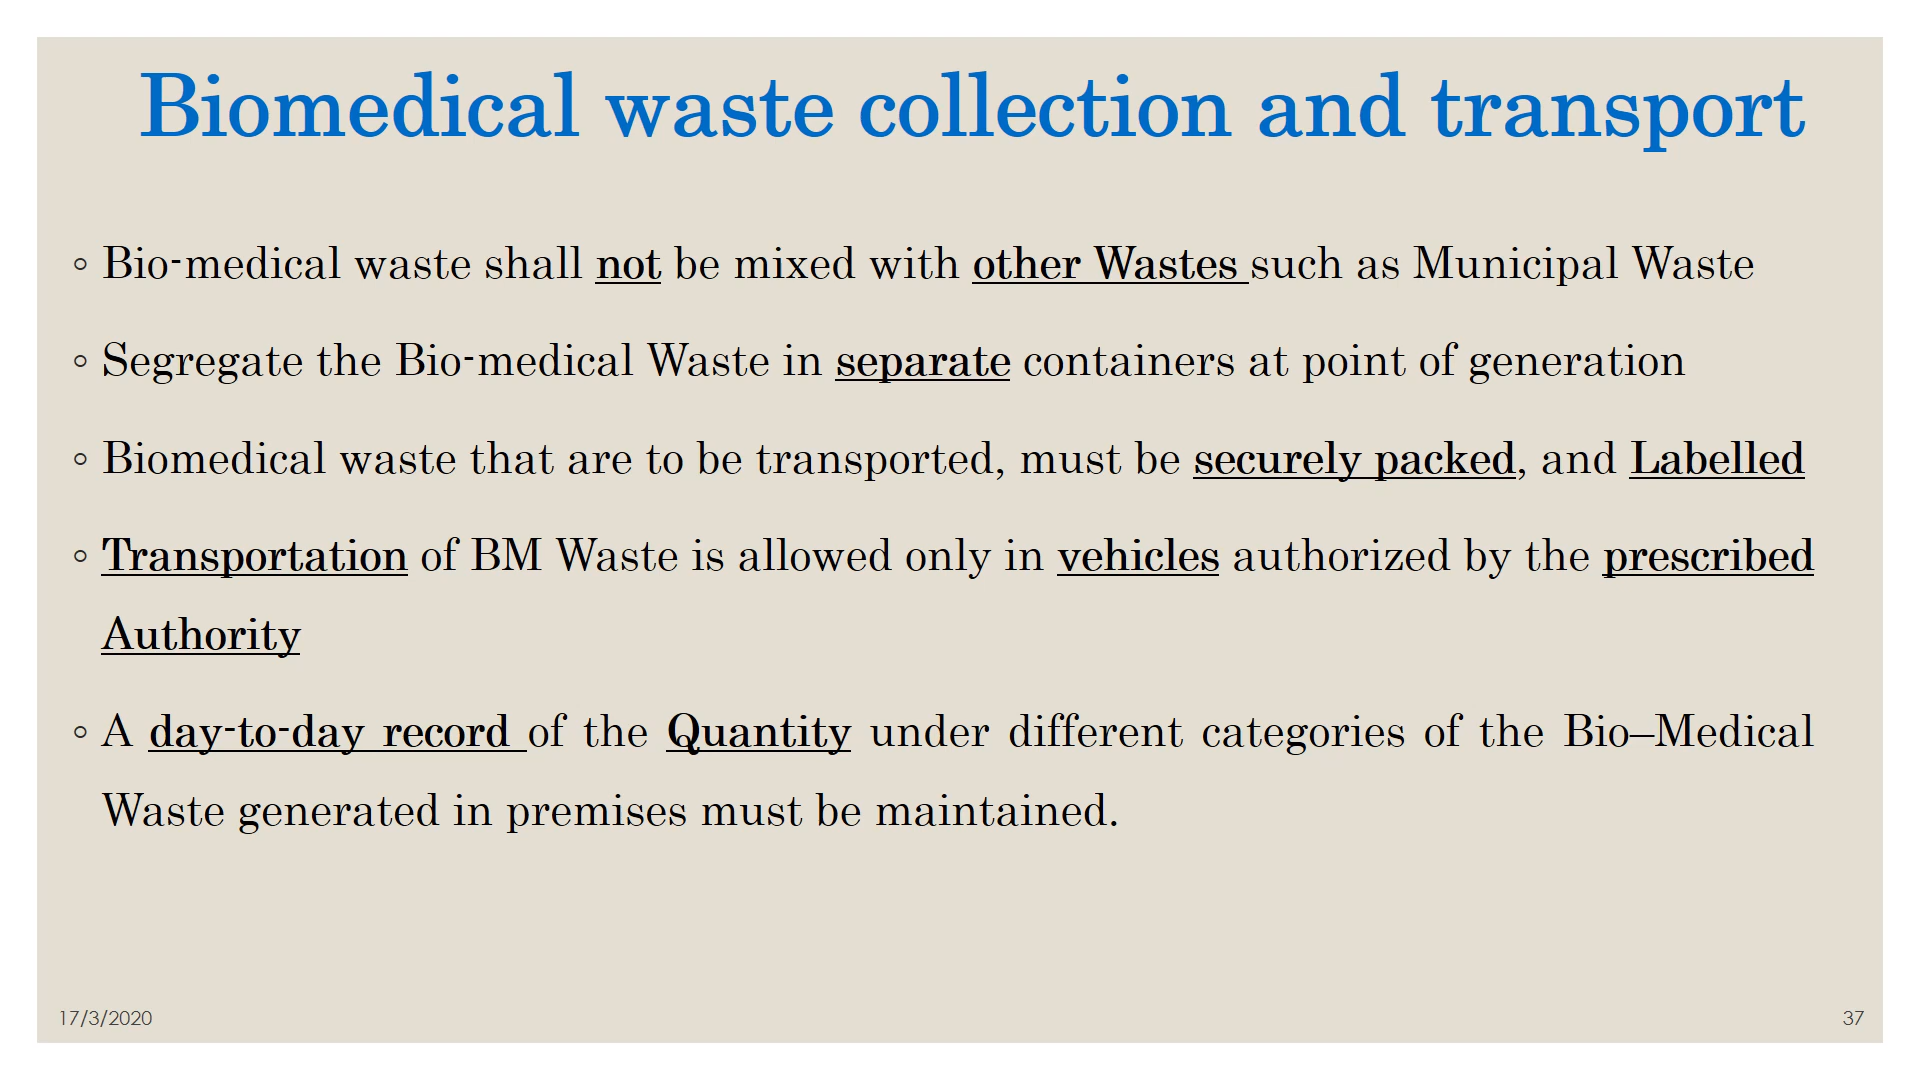 Biomedical waste collection and transport
◦ Bio-medical waste shall not be mixed with other Wastes such as Municipal Waste
◦ Segregate the Bio-medical Waste in separate containers at point of generation
◦ Biomedical waste that are to be transported, must be securely packed, and Labelled
◦ Transportation of BM Waste is allowed only in vehicles authorized by the prescribed
Authority
◦ A day-to-day record of the Quantity under different categories of the Bio–Medical
Waste generated in premises must be maintained.
17/3/2020
37